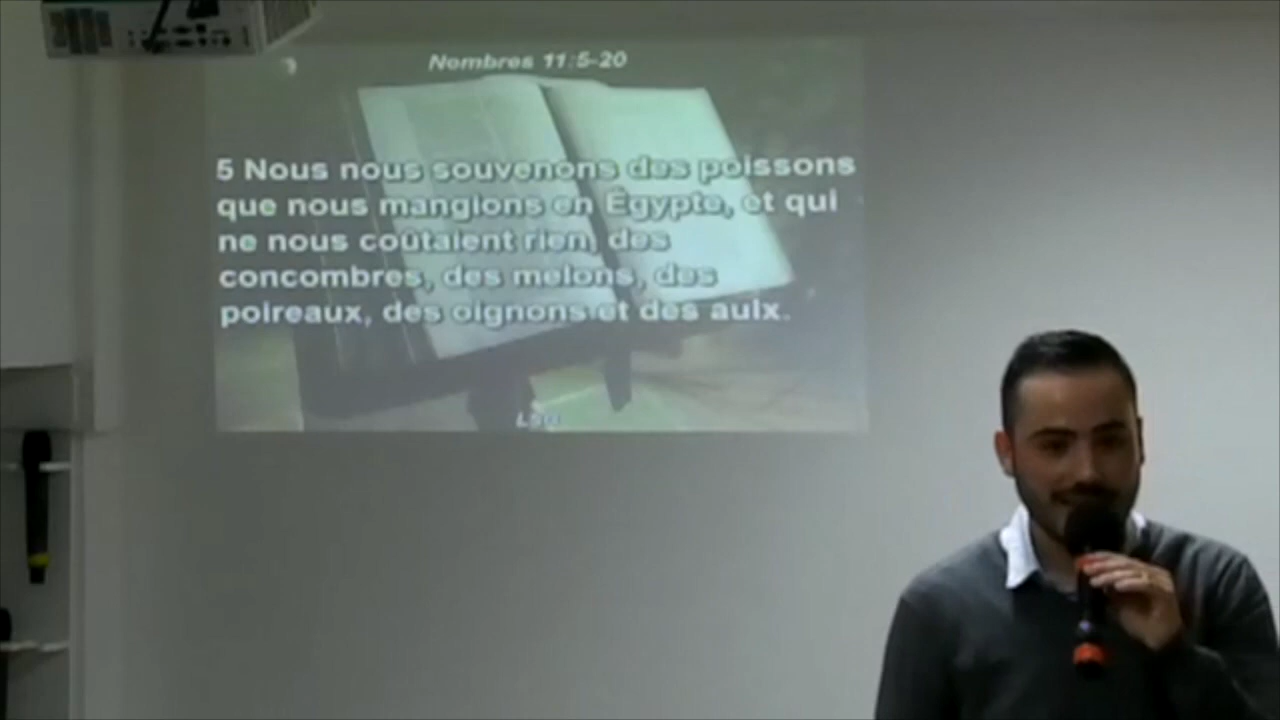 Nombres 11:5-20
5 Nous nous souvenons des poissons
que nous mangions en Égypte, et qui
ne nous coûtaient rien, des
concombres, des melons, des
poireaux, des oignons et des aulx.